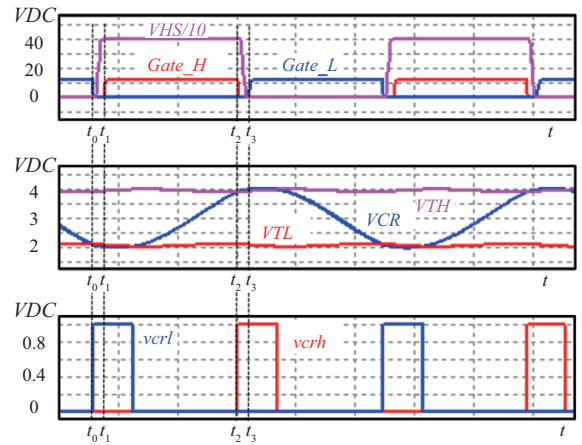 VDC
VHS/10
40
Gate_H
Gate_L
20
0
t0 t1 t2 t3 t
VDC
4
VTH
3
VCR
VTL
2
t0 t1 t2 t3 t
VDC
0.8
vcrl
vcrh
0.4
0
t0 t1 t2 t3 t